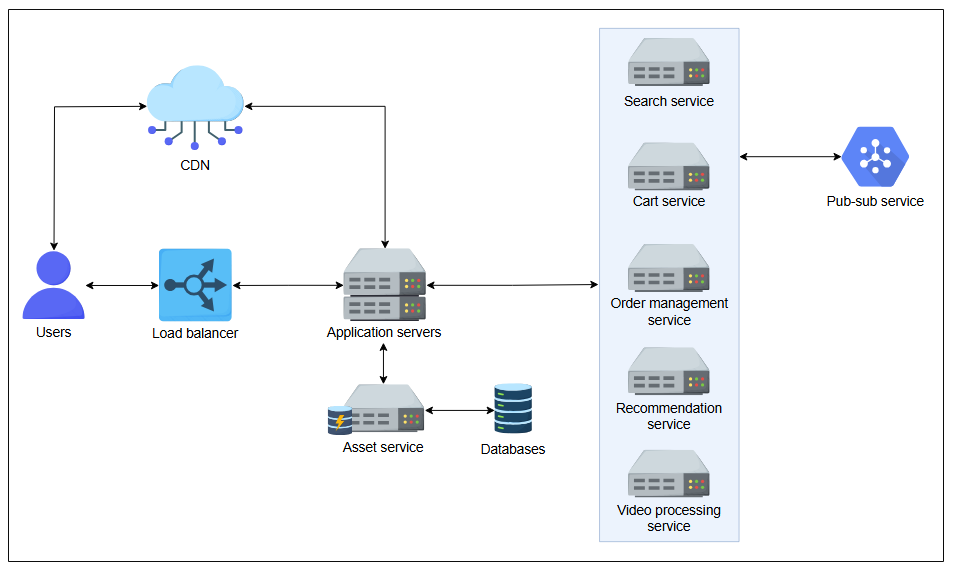 Search service
CDN
Cart service
Pub-sub service
Order management
service
Users
Load balancer
Application servers
Recommendation
service
Asset service
Databases
Video processing
service